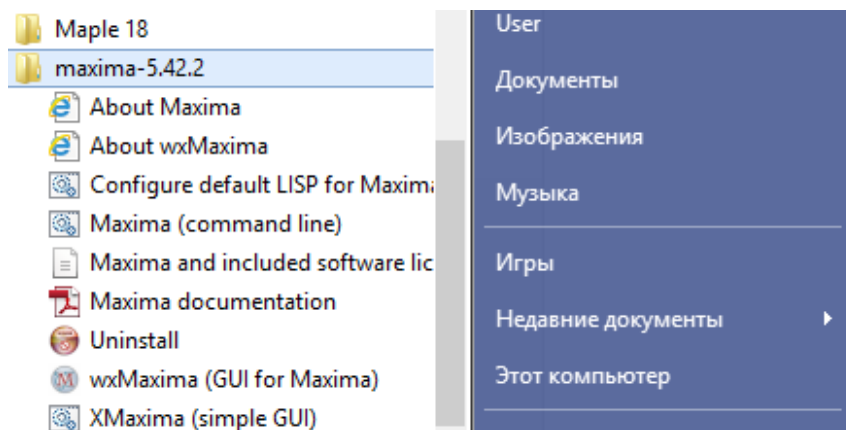 Maple 18
maxima-5.42.2
About Maxima
About wxMaxima
Configure default LISP for Maxima
Maxima (command line)
Maxima and included software lic
Maxima documentation
Uninstall
wxMaxima (GUI for Maxima)
XMaxima (simple GUI)
User
Документы
Изображения
Музыка
Игры
Недавние документы
Этот компьютер